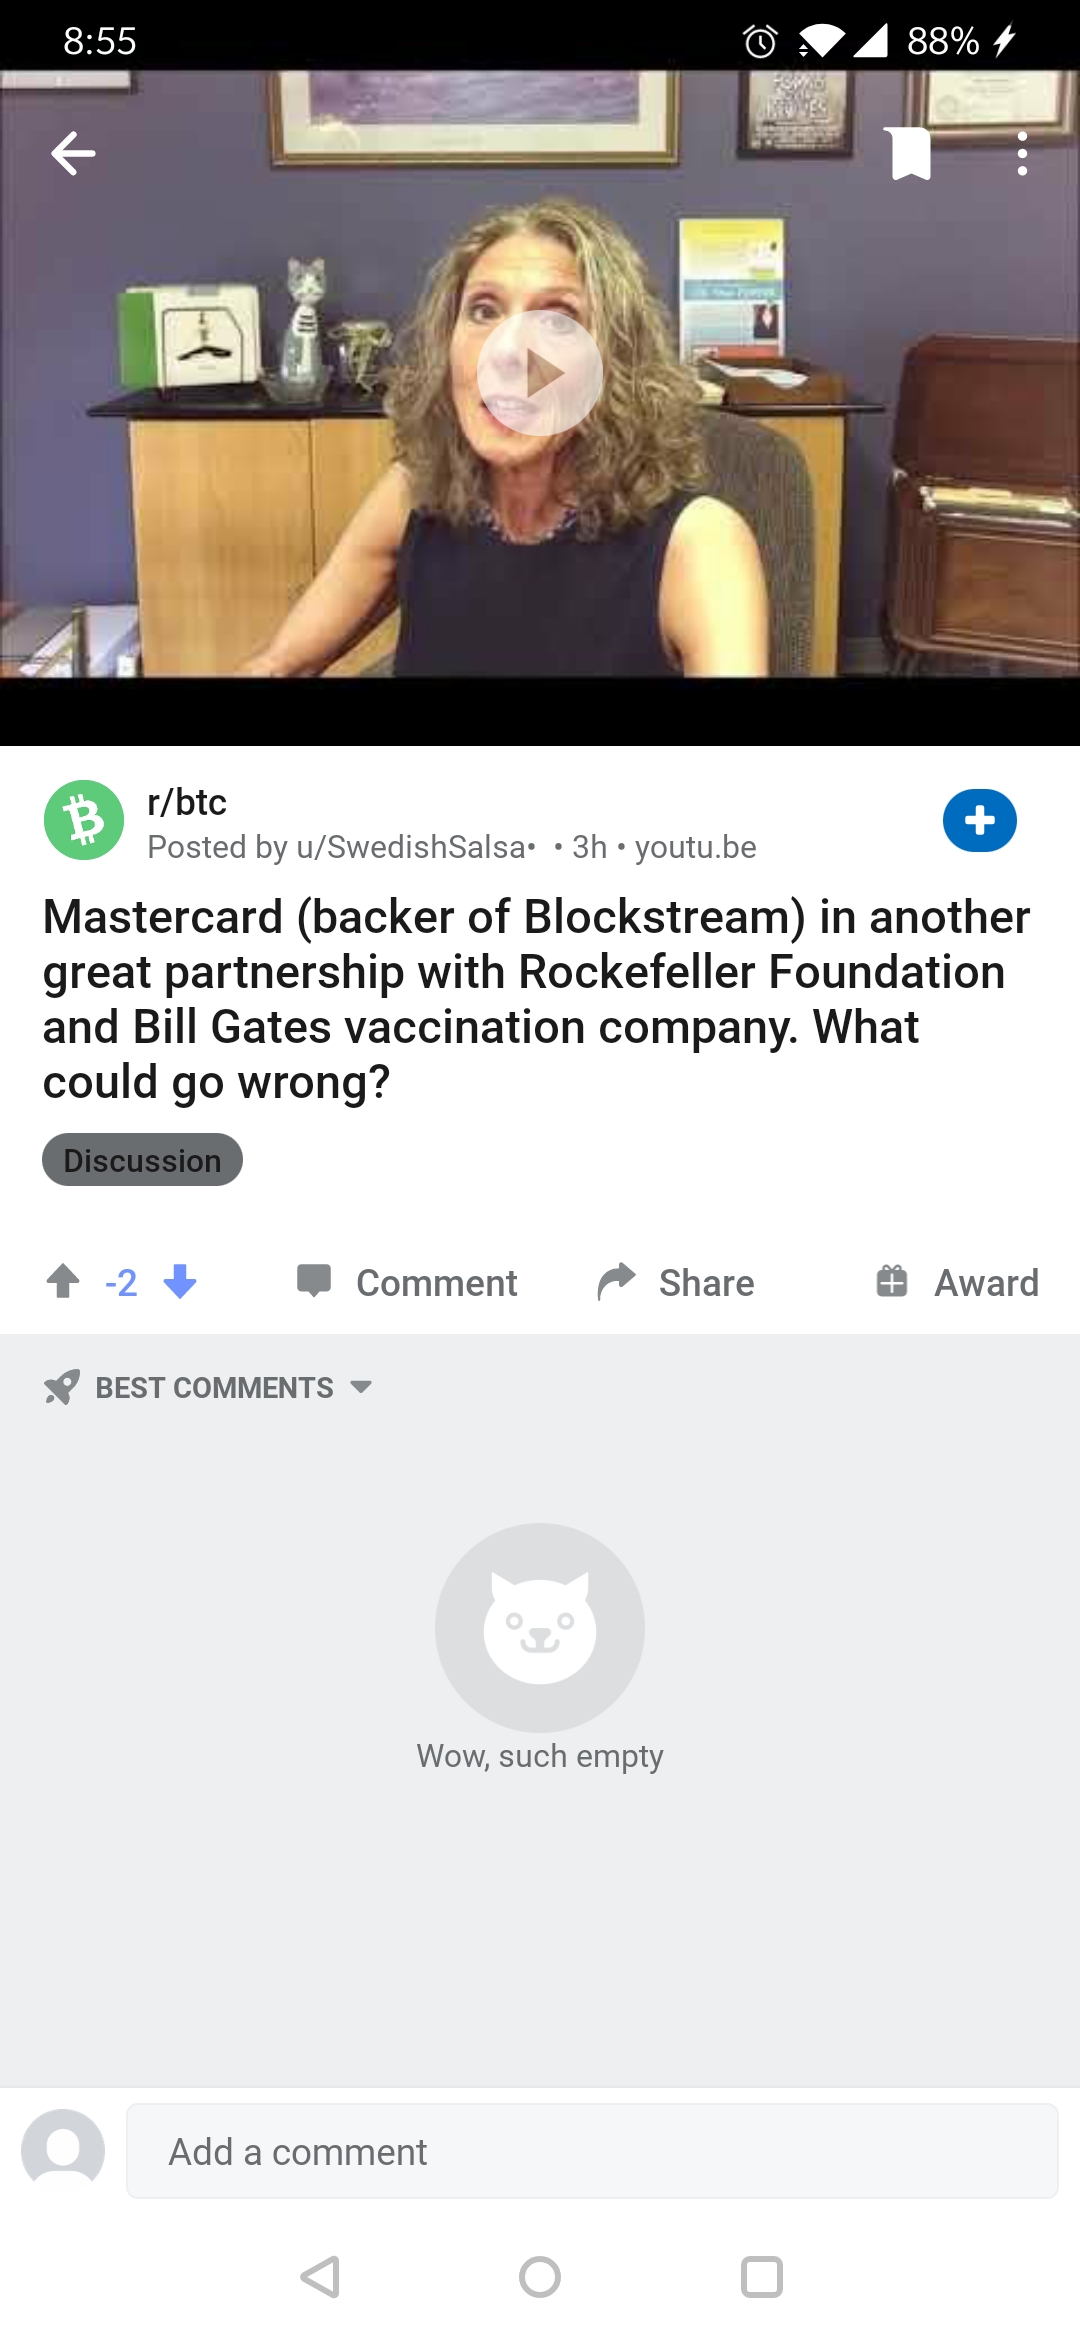 8:55
88%
r/btc
Posted by u/SwedishSalsa• • 3h • youtu.be
Mastercard (backer of Blockstream) in another
great partnership with Rockefeller Foundation
and Bill Gates vaccination company. What
could go wrong?
Discussion
-2
Comment
Share
Award
BEST COMMENTS
Wow, such empty
Add a comment